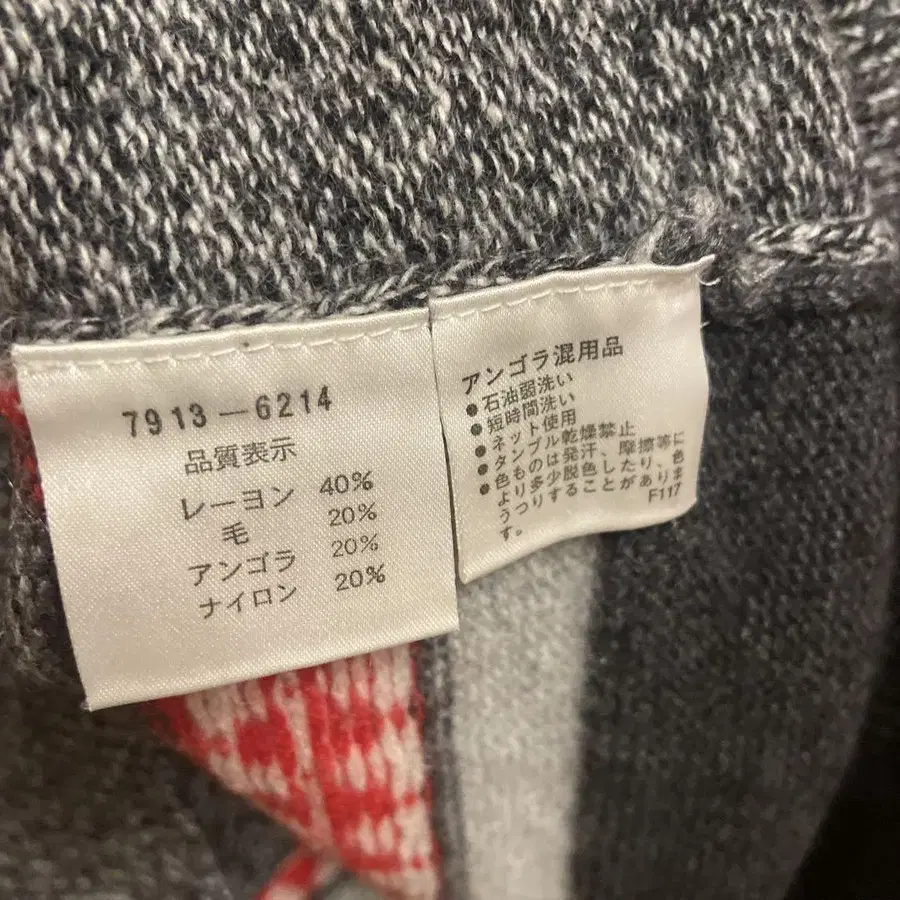 7913-6214
品質表示
レーヨン 40%
毛 20%
アンゴラ 20%
ナイロン 20%
アンゴラ混用品
●石油弱洗い
●短時間洗い
●ネット使用
●タンブル乾燥禁止
●色ものは発汗、摩擦等に
より多少脱色したり、色
うつりすることがありま
す。
F117